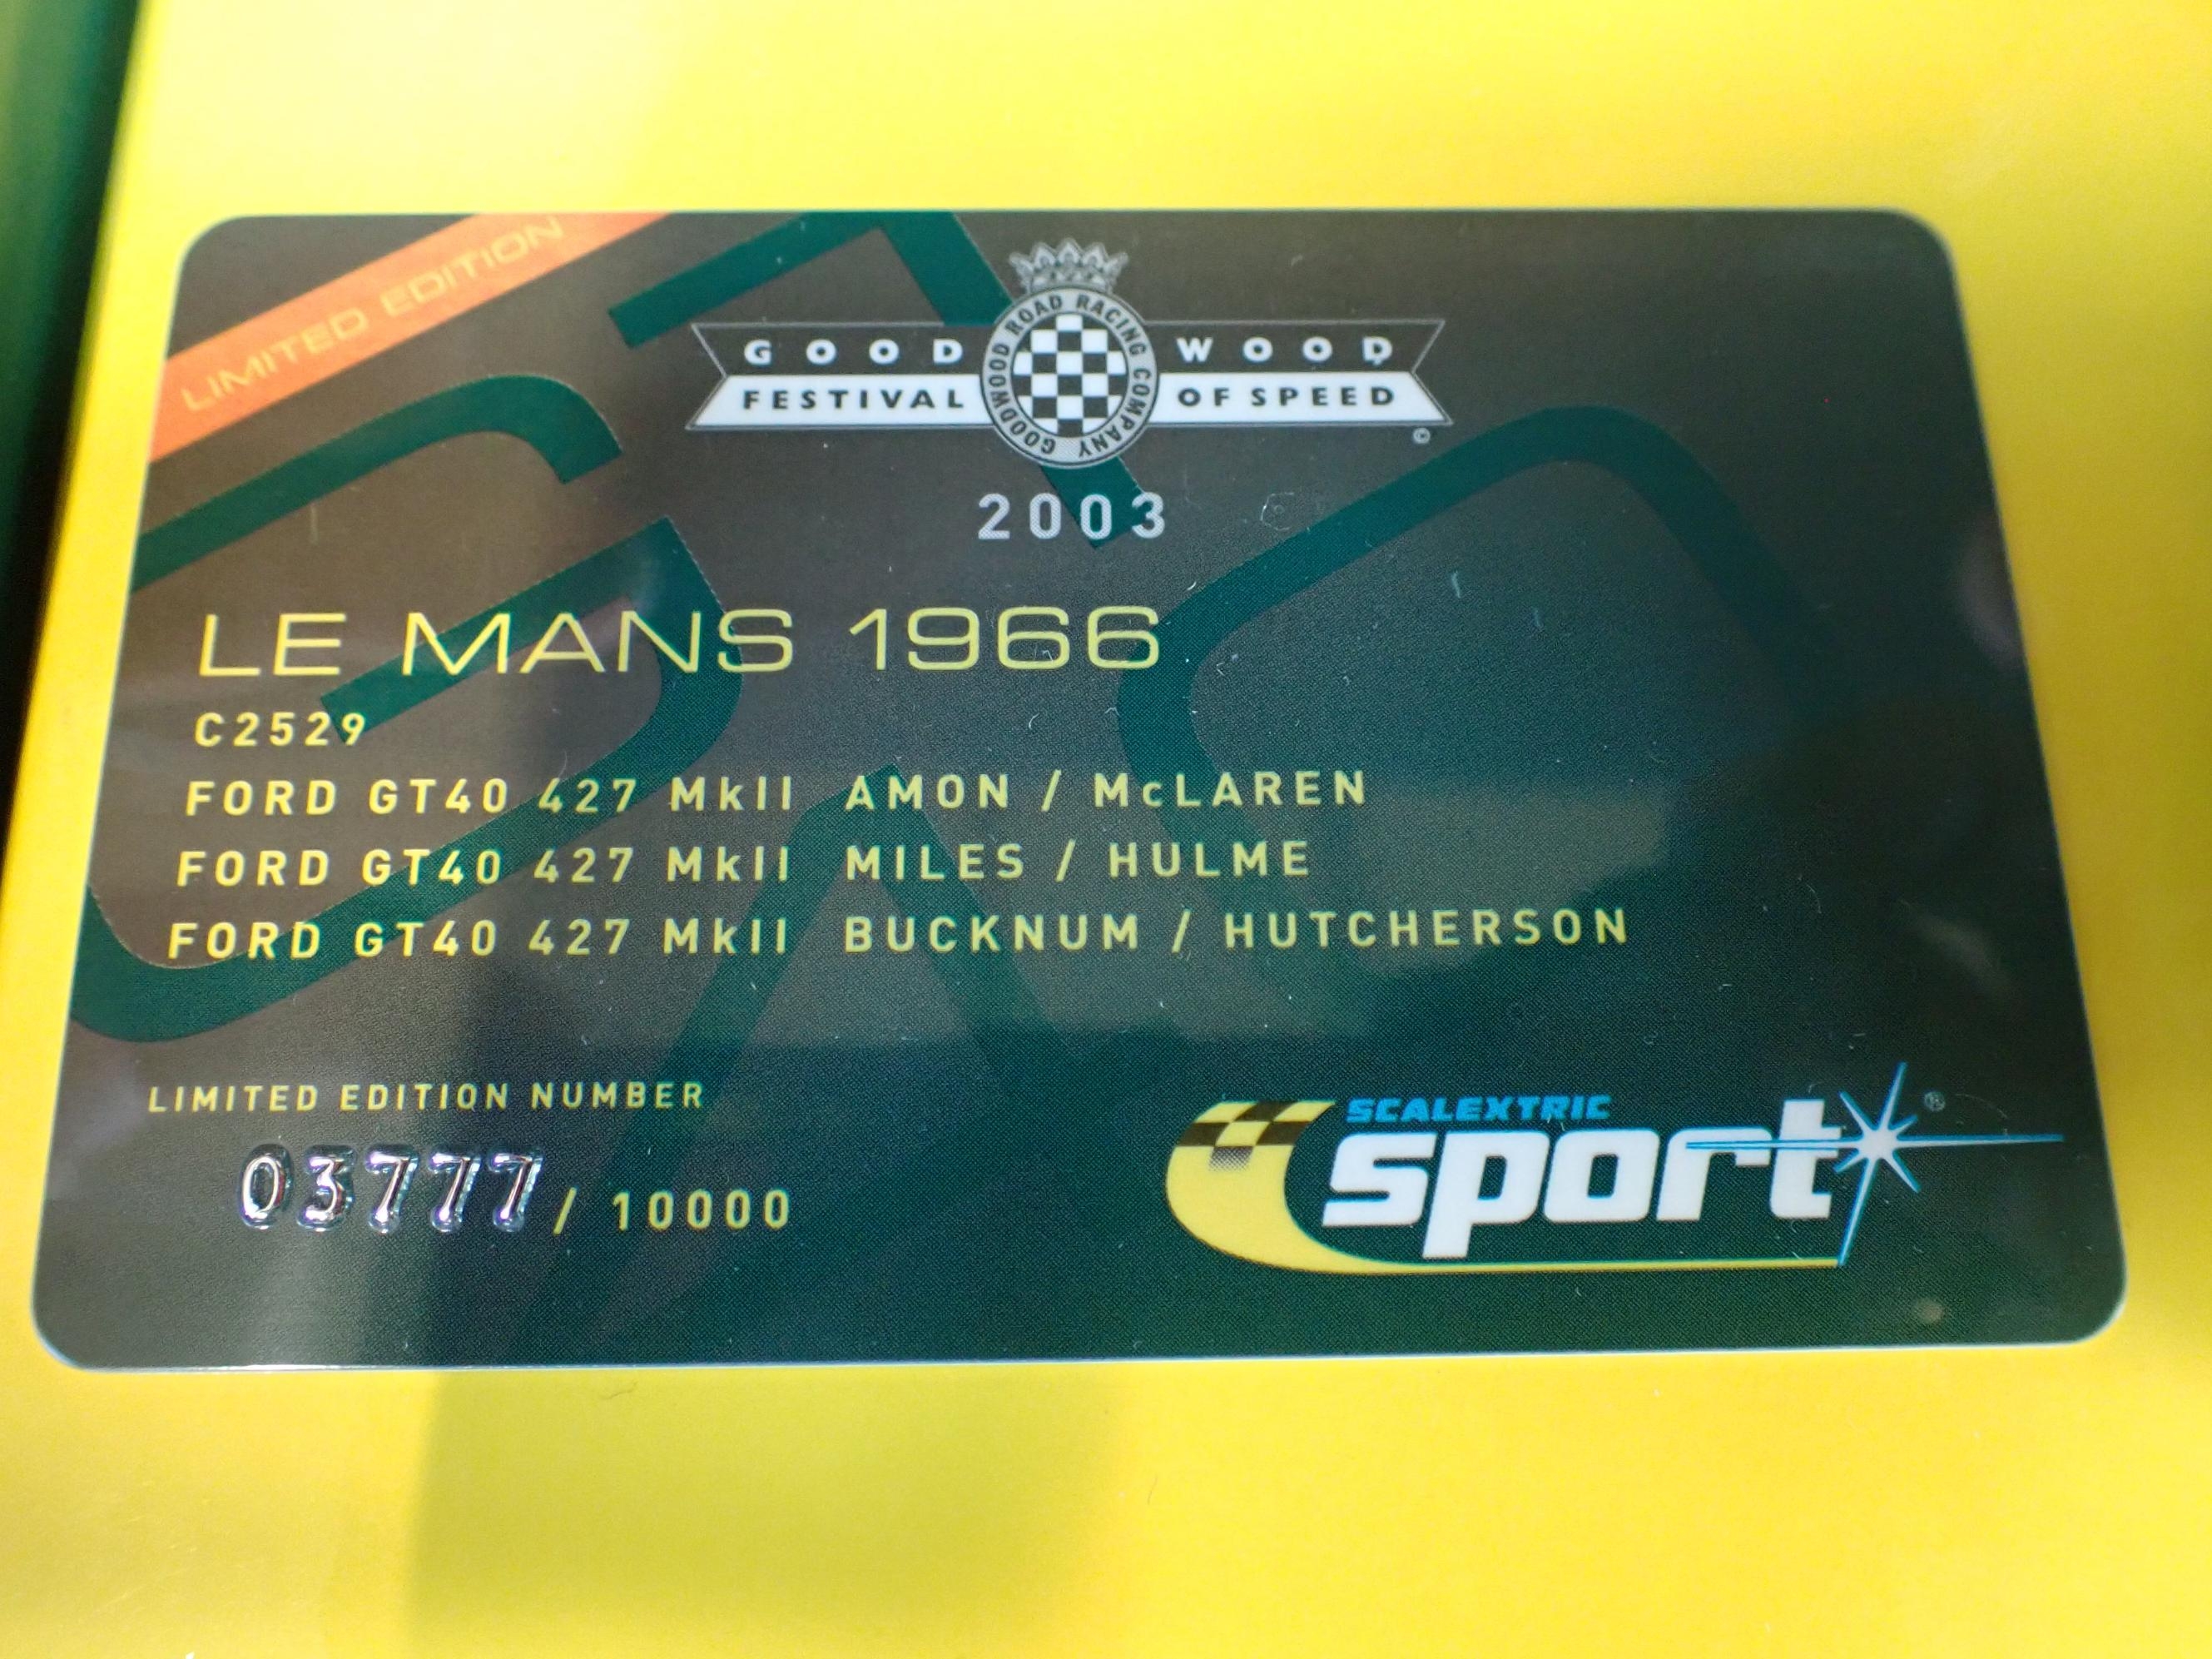 LIMITED EDITION
GOODWOOD
FESTIVAL OF SPEED
GOODWOOD ROAD RACING COMPANY
©
2003
LE MANS 1966
C2529
FORD GT40 427 MkII AMON / McLAREN
FORD GT40 427 MkII MILES / HULME
FORD GT40 427 MkII BUCKNUM / HUTCHERSON
LIMITED EDITION NUMBER
03777 / 10000
SCALEXTRIC
sport ®